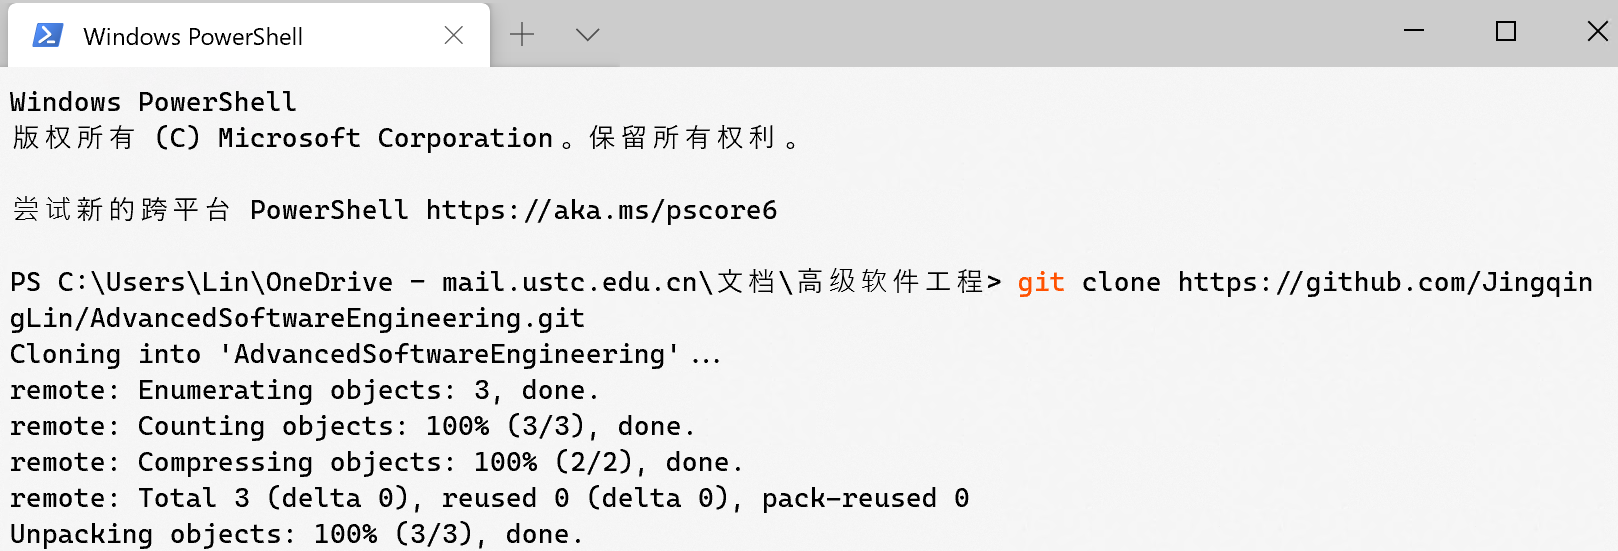 Windows PowerShell
Windows PowerShell
版权所有 (C) Microsoft Corporation。保留所有权利。
尝试新的跨平台 PowerShell https://aka.ms/pscore6
PS C:\Users\Lin\OneDrive - mail.ustc.edu.cn\文档\高级软件工程> git clone https://github.com/Jingqin
gLin/AdvancedSoftwareEngineering.git
Cloning into 'AdvancedSoftwareEngineering'...
remote: Enumerating objects: 3, done.
remote: Counting objects: 100% (3/3), done.
remote: Compressing objects: 100% (2/2), done.
remote: Total 3 (delta 0), reused 0 (delta 0), pack-reused 0
Unpacking objects: 100% (3/3), done.